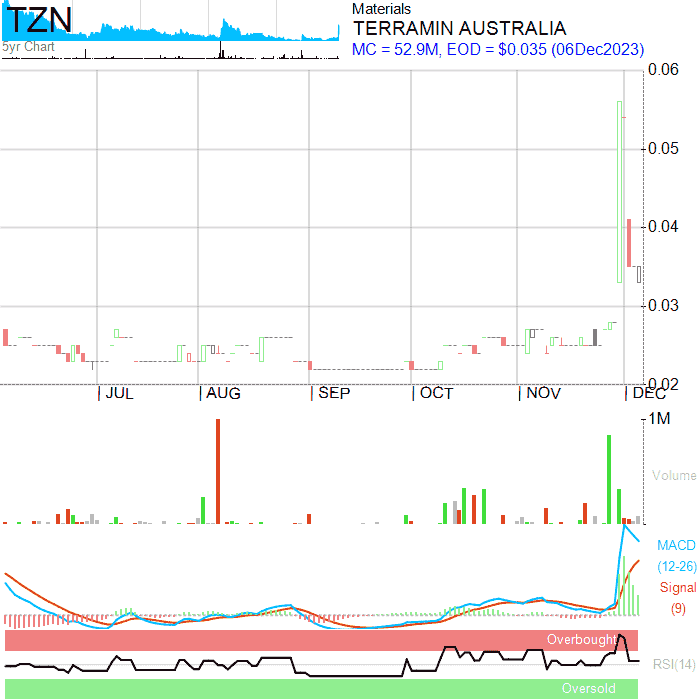 TZN
5yr Chart
Materials
TERRAMIN AUSTRALIA
MC = 52.9M, EOD = $0.035 (06Dec2023)
0.06
0.05
0.04
0.03
0.02
JUL AUG SEP OCT NOV DEC
1M
Volume
MACD
(12-26)
Signal
(9)
Overbought
RSI(14)
Oversold